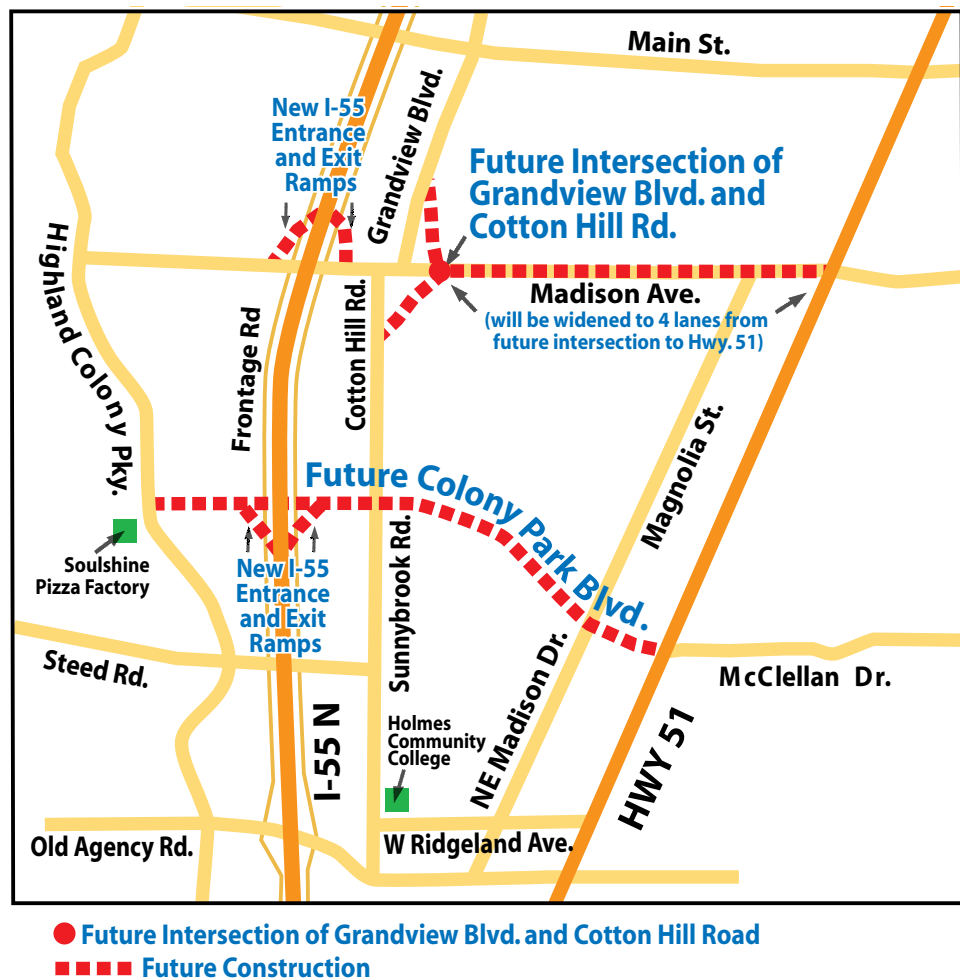 Main St.
New I-55
Entrance
and Exit
Ramps
Grandview Blvd.
Future Intersection of
Grandview Blvd. and
Cotton Hill Rd.
Highland Colony Pky.
Madison Ave.
(will be widened to 4 lanes from
future intersection to Hwy. 51)
Frontage Rd
Cotton Hill Rd.
Magnolia St.
Future Colony Park Blvd.
Soulshine
Pizza Factory
New I-55
Entrance
and Exit
Ramps
Sunnybrook Rd.
Steed Rd.
McClellan Dr.
I-55 N
Holmes
Community
College
NE Madison Dr.
HWY 51
Old Agency Rd.
W Ridgeland Ave.
Future Intersection of Grandview Blvd. and Cotton Hill Road
Future Construction